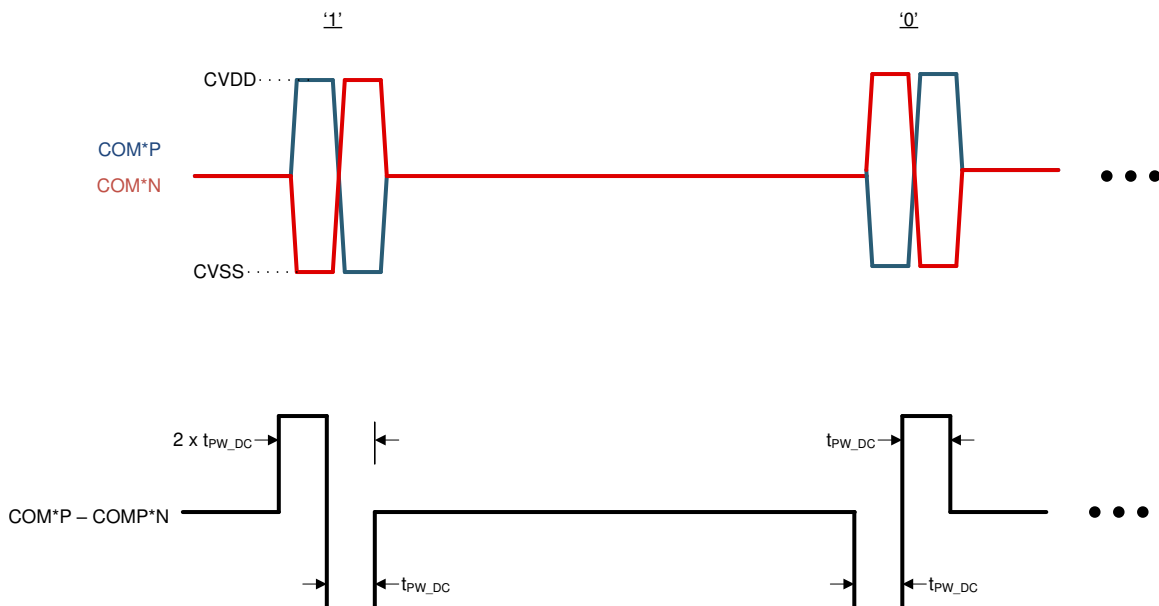 ‘1’
‘0’
CVDD
COM*P
COM*N
CVSS
2 x tPW_DC
tPW_DC
COM*P – COMP*N
tPW_DC
tPW_DC